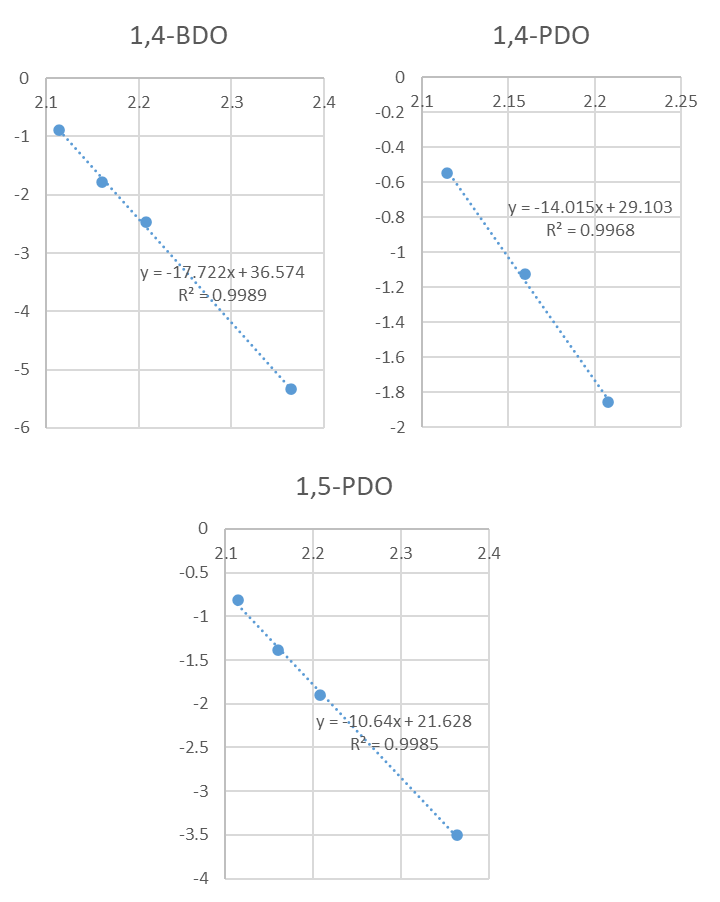 1,4-BDO
0
2.1 2.2 2.3 2.4
-1
-2
-3
y = -17.722x + 36.574
R² = 0.9989
-4
-5
-6
1,4-PDO
0
2.1 2.15 2.2 2.25
-0.2
-0.4
-0.6
y = -14.015x + 29.103
-0.8
R² = 0.9968
-1
-1.2
-1.4
-1.6
-1.8
-2
1,5-PDO
0
2.1 2.2 2.3 2.4
-0.5
-1
-1.5
-2
y = -10.64x + 21.628
-2.5
R² = 0.9985
-3
-3.5
-4